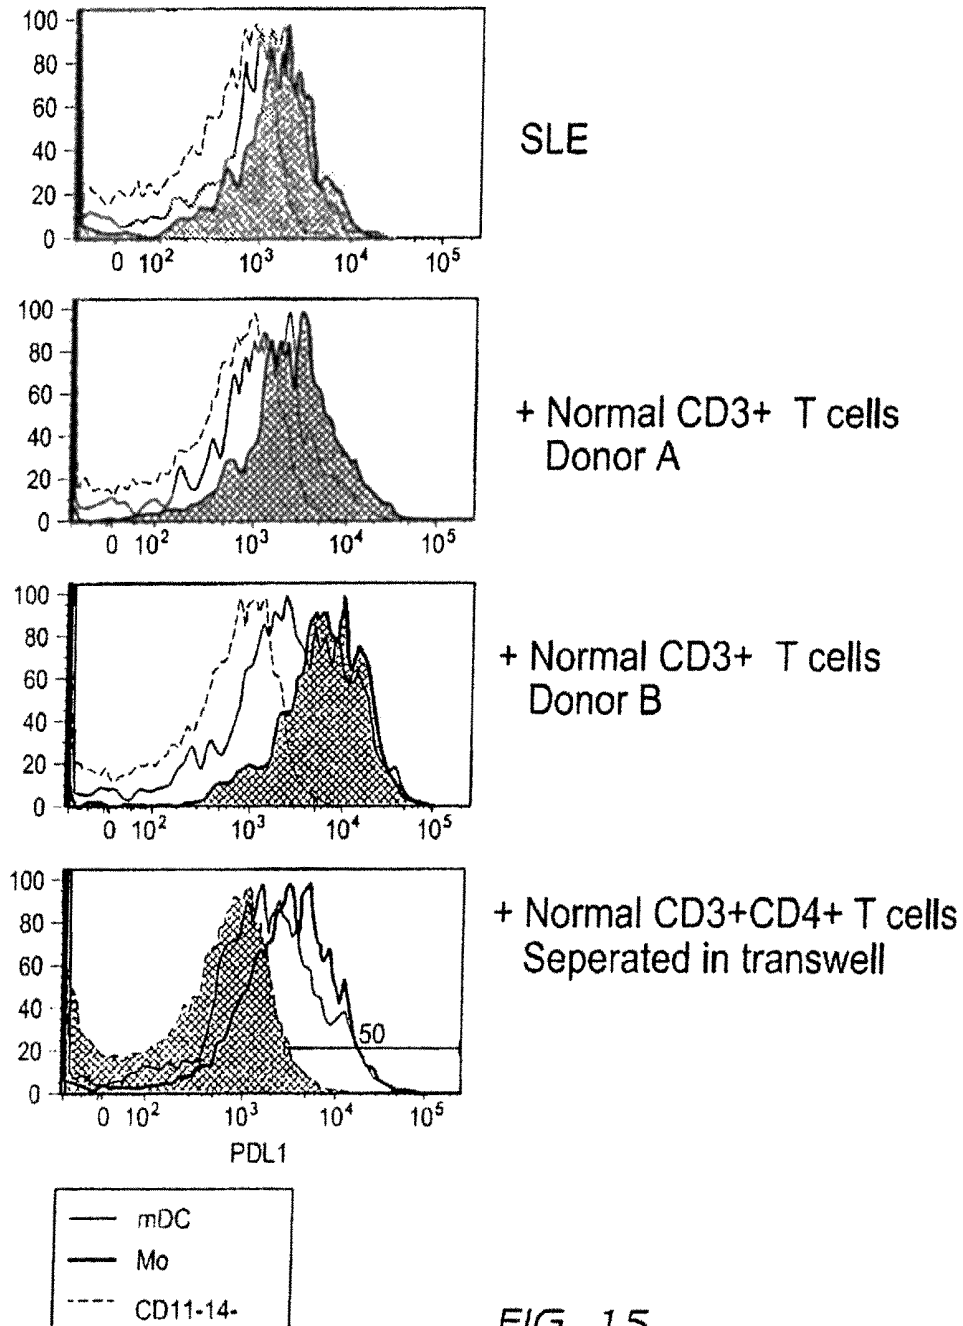 100
80
60
40
20
0
0 10² 10³ 10⁴ 10⁵
SLE
100
80
60
40
20
0
0 10² 10³ 10⁴ 10⁵
+ Normal CD3+ T cells
Donor A
100
80
60
40
20
0
0 10² 10³ 10⁴ 10⁵
+ Normal CD3+ T cells
Donor B
100
80
60
40
20
0
50
0 10² 10³ 10⁴ 10⁵
PDL1
+ Normal CD3+CD4+ T cells
Seperated in transwell
mDC
Mo
CD11-14-
FIG. 15